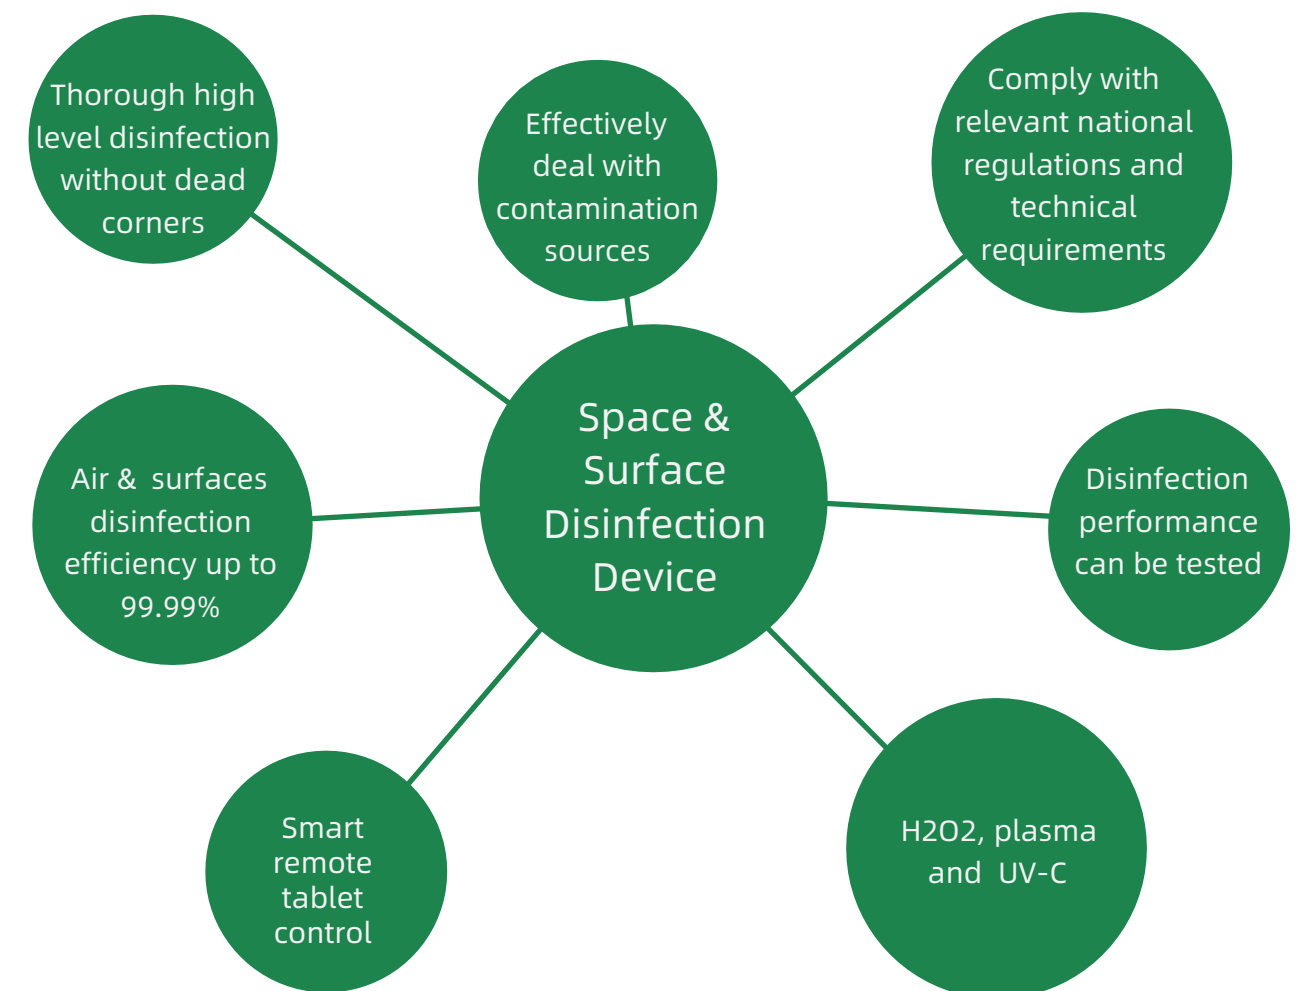 Thorough high
level disinfection
without dead
corners
Effectively
deal with
contamination
sources
Comply with
relevant national
regulations and
technical
requirements
Space &
Surface
Disinfection
Device
Air &  surfaces
disinfection
efficiency up to
99.99%
Disinfection
performance
can be tested
Smart
remote
tablet
control
H2O2, plasma
and  UV-C